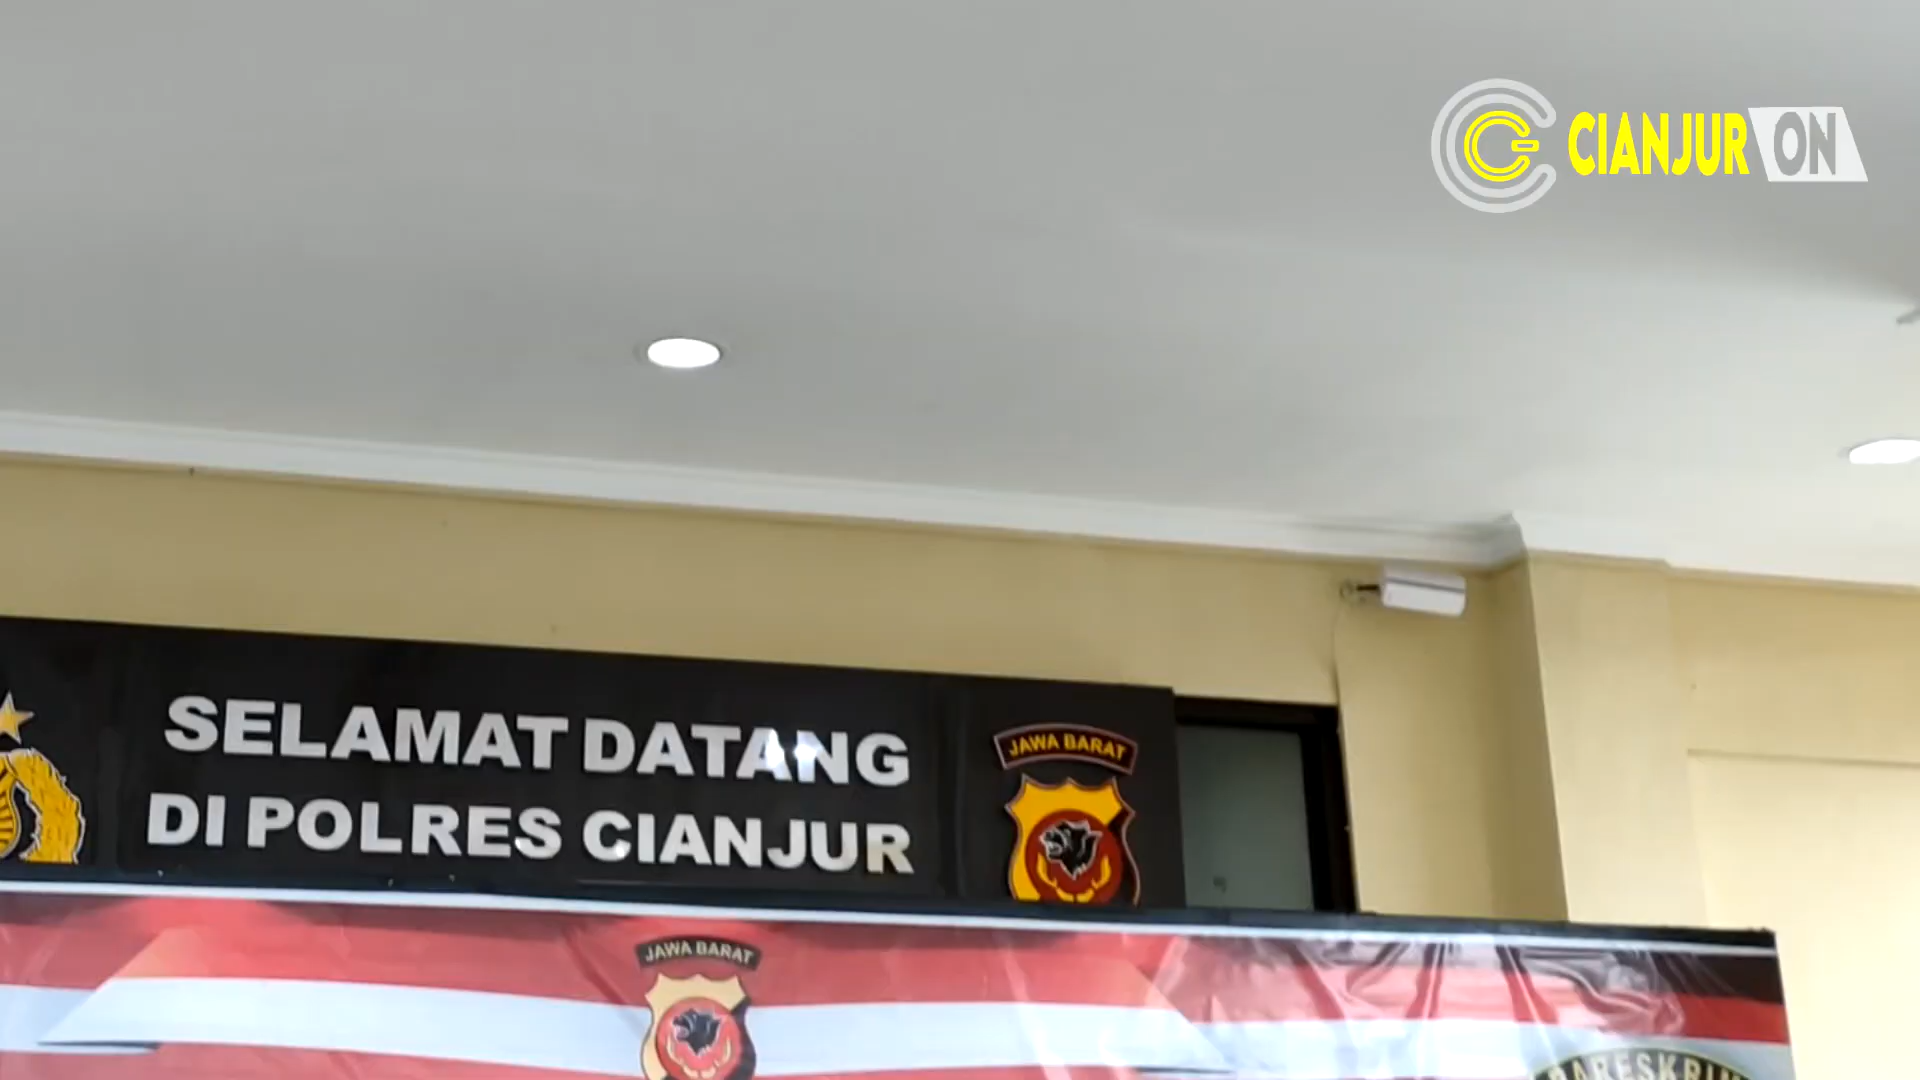 CIANJUR ON
SELAMAT DATANG
DI POLRES CIANJUR
JAWA BARAT
JAWA BARAT